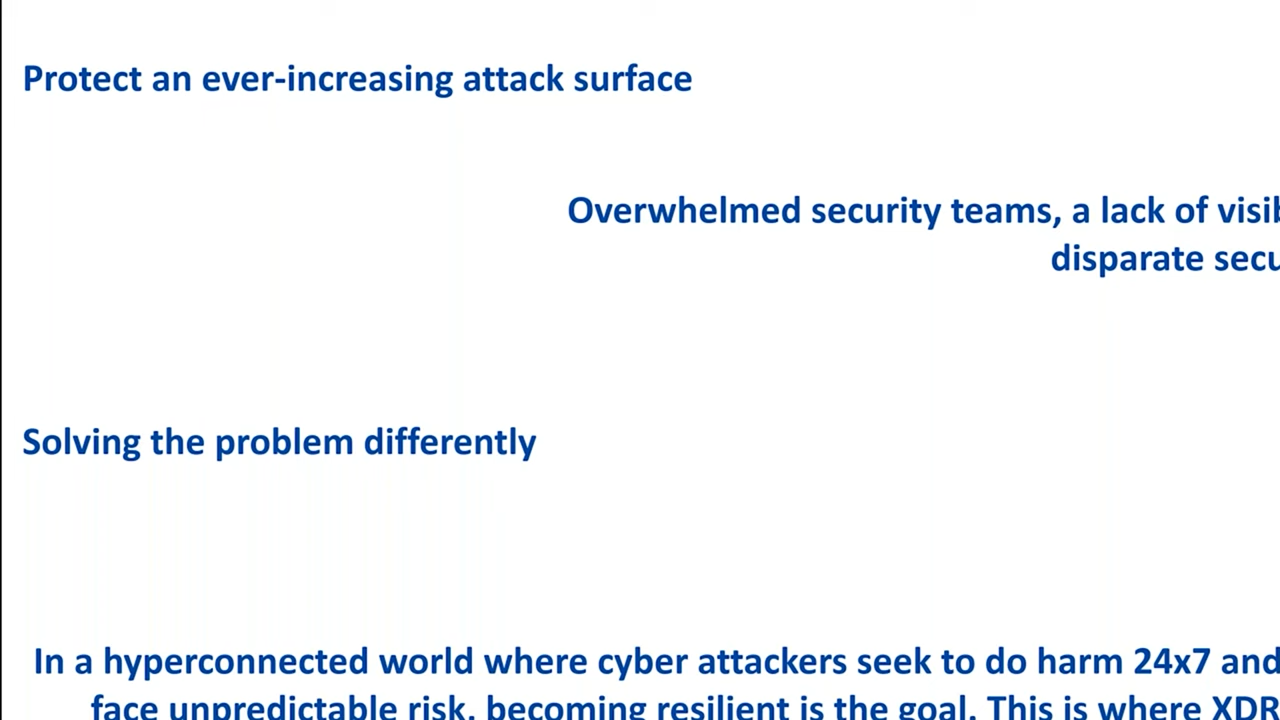 Protect an ever-increasing attack surface
Overwhelmed security teams, a lack of
disparate
Solving the problem differently
In a hyperconnected world where cyber attackers seek to do harm 24x7 and
face unpredictable risk, becoming resilient is the goal. This is where XDR